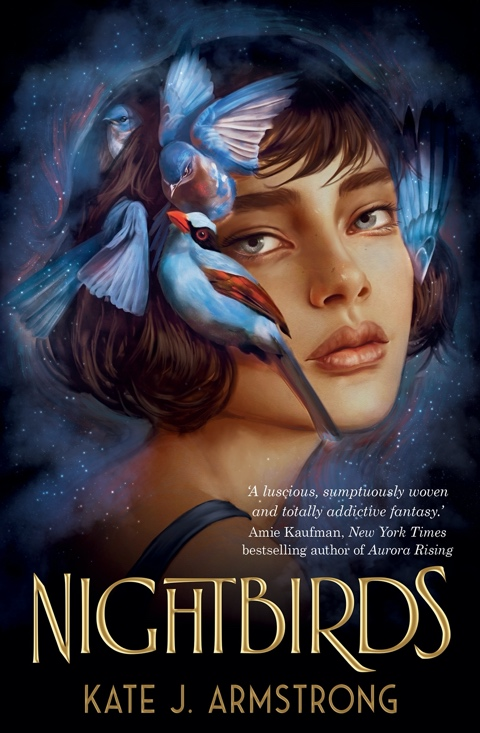 ‘A luscious, sumptuously woven
and totally addictive fantasy.’
Amie Kaufman, New York Times
bestselling author of Aurora Rising
NIGHTBIRDS
KATE J. ARMSTRONG